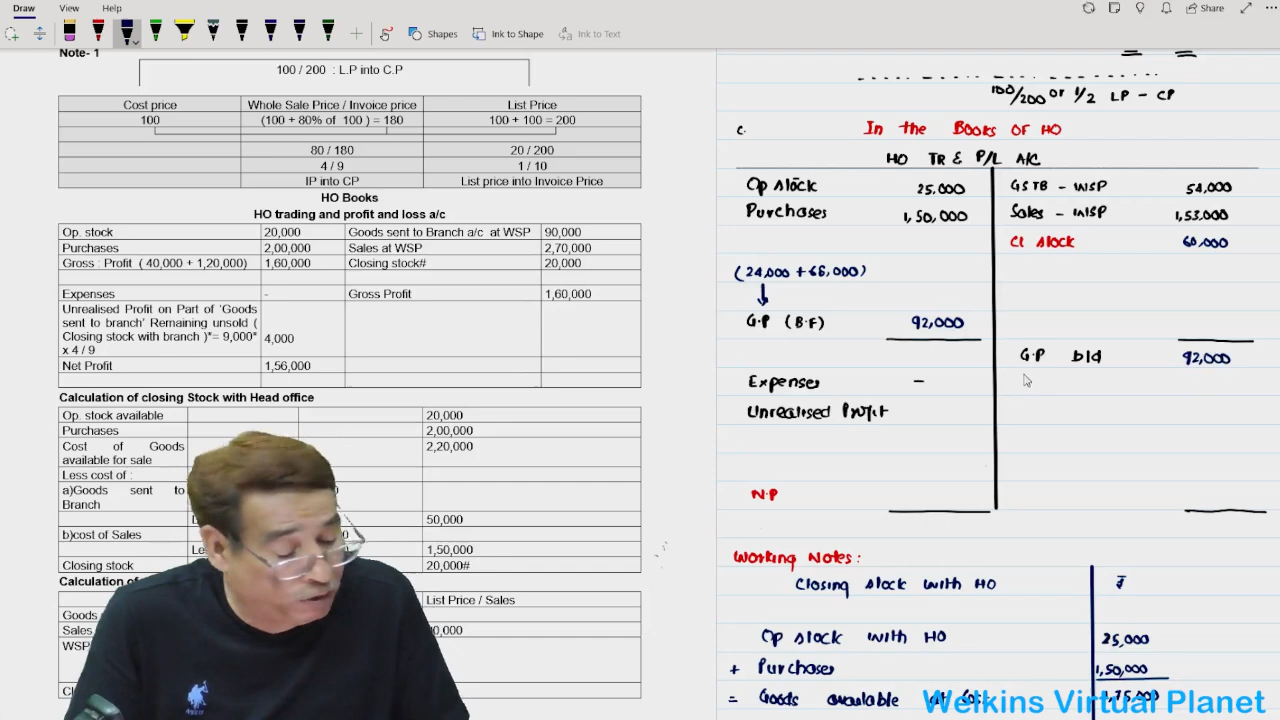 Draw View Help
Share
Shapes Ink to Shape Ink to Text
Note- 1
100 / 200 : L.P into C.P
Cost price Whole Sale Price / Invoice price List Price
100 (100 + 80% of 100 ) = 180 100 + 100 = 200
80 / 180 20 / 200
4 / 9 1 / 10
IP into CP List price into Invoice Price
HO Books
HO trading and profit and loss a/c
Op. stock 20,000 Goods sent to Branch a/c at WSP 90,000
Purchases 2,00,000 Sales at WSP 2,70,000
Gross : Profit ( 40,000 + 1,20,000) 1,60,000 Closing stock# 20,000
Expenses - Gross Profit 1,60,000
Unrealised Profit on Part of 'Goods
sent to branch' Remaining unsold (
Closing stock with branch )*= 9,000*
x 4 / 9 4,000
Net Profit 1,56,000
Calculation of closing Stock with Head office
Op. stock available 20,000
Purchases 2,00,000
Cost of Goods 2,20,000
available for sale
Less cost of :
a)Goods sent to
Branch
50,000
b)cost of Sales
1,50,000
Closing stock 20,000#
List Price / Sales
100/200 or 1/2 LP - CP
c. In the Books OF HO
HO TR & P/L A/C
Op stock 25,000 GSTB - WSP 54,000
Purchases 1,50,000 Sales - WSP 1,53,000
Cl stock 60,000
(24,000 + 68,000)
G.P (B.F) 92,000
G.P b/d 92,000
Expenses -
Unrealised Profit
N.P
Working Notes:
Closing stock with HO ₹
Op stock with HO 25,000
+ Purchases 1,50,000
= Goods available at 1,75,000
Welkins Virtual Planet